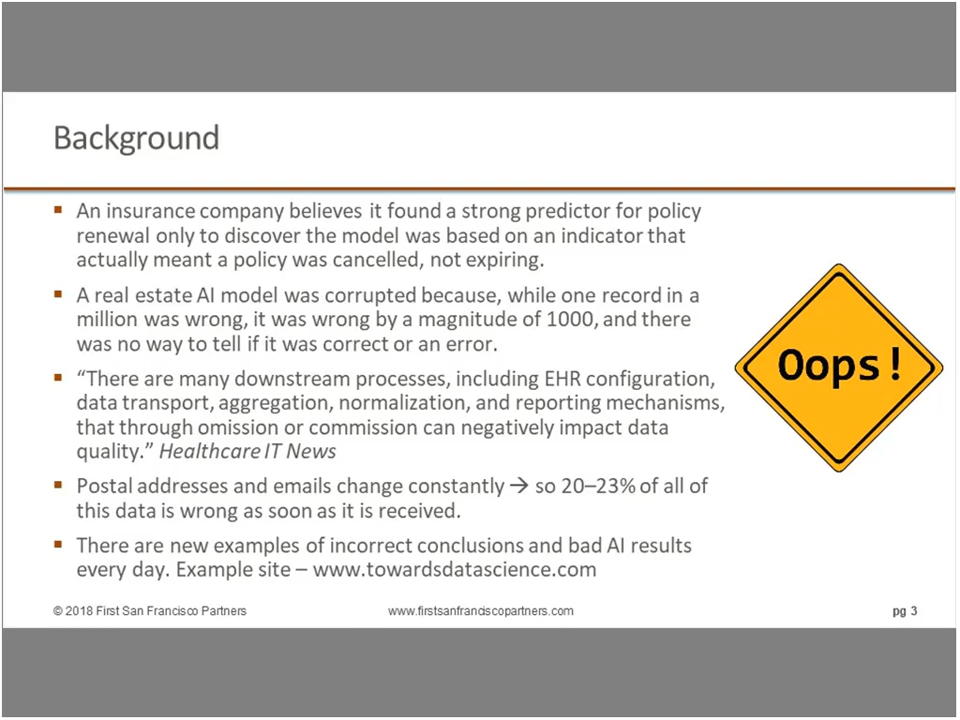 Background
▪ An insurance company believes it found a strong predictor for policy
renewal only to discover the model was based on an indicator that
actually meant a policy was cancelled, not expiring.
▪ A real estate AI model was corrupted because, while one record in a
million was wrong, it was wrong by a magnitude of 1000, and there
was no way to tell if it was correct or an error.
▪ “There are many downstream processes, including EHR configuration,
data transport, aggregation, normalization, and reporting mechanisms,
that through omission or commission can negatively impact data
quality.” Healthcare IT News
▪ Postal addresses and emails change constantly → so 20–23% of all of
this data is wrong as soon as it is received.
▪ There are new examples of incorrect conclusions and bad AI results
every day. Example site – www.towardsdatascience.com
Oops!
© 2018 First San Francisco Partners
www.firstsanfranciscopartners.com
pg 3